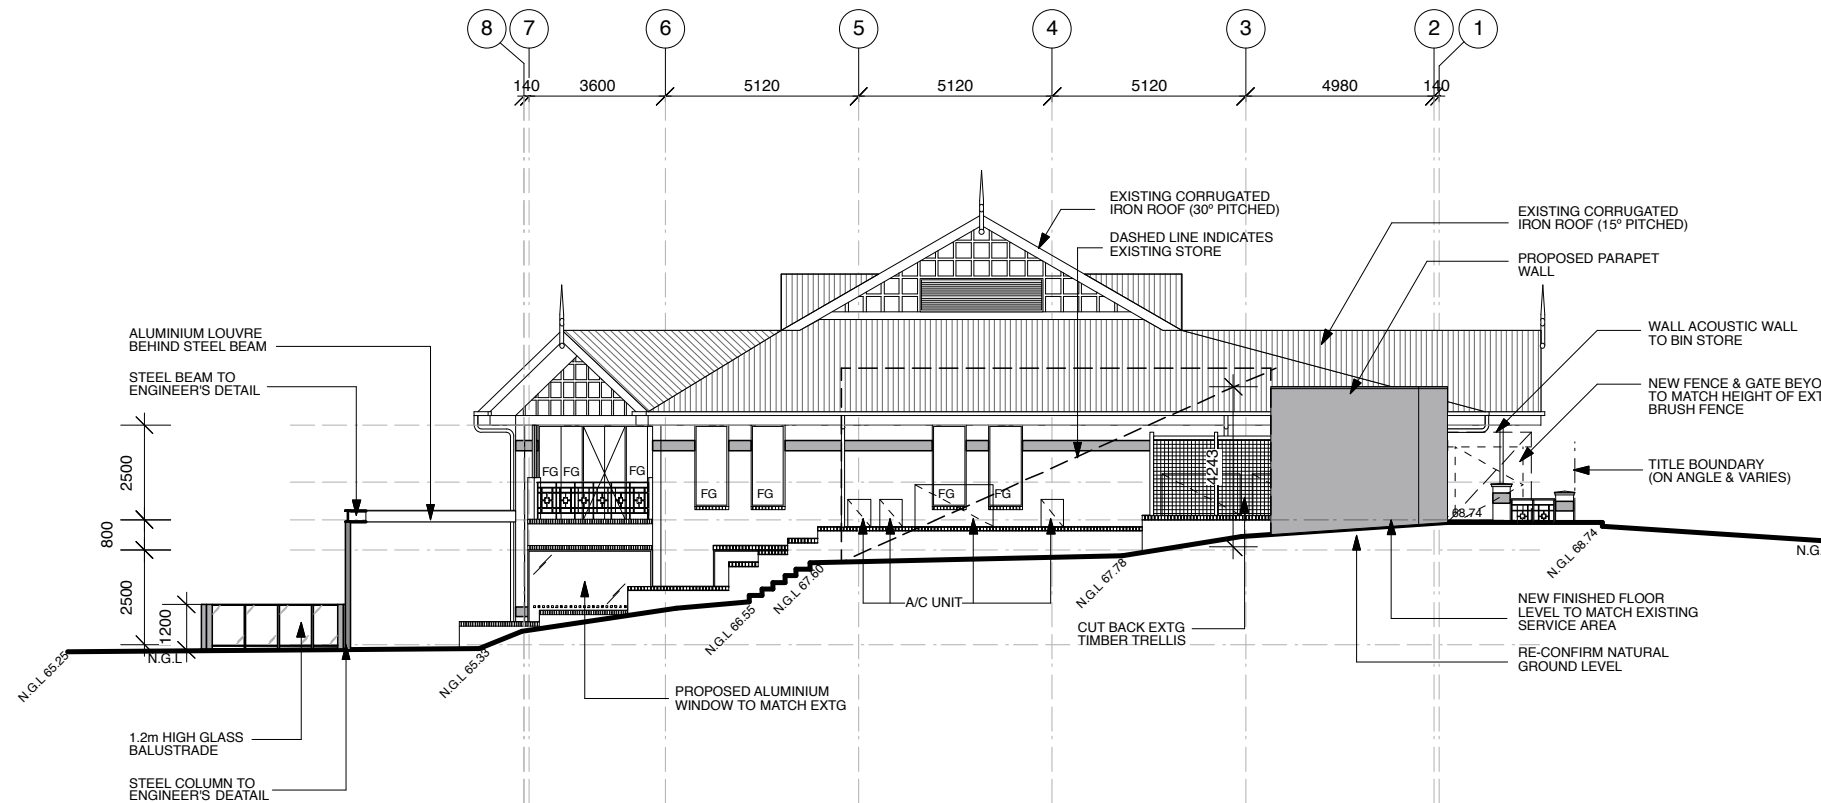 8 7 6 5 4 3 2 1
140 3600 5120 5120 5120 4980 140
EXISTING CORRUGATED
IRON ROOF (30º PITCHED)
DASHED LINE INDICATES
EXISTING STORE
EXISTING CORRUGATED
IRON ROOF (15º PITCHED)
PROPOSED PARAPET
WALL
WALL ACOUSTIC WALL
TO BIN STORE
NEW FENCE & GATE BEYO
TO MATCH HEIGHT OF EXT
BRUSH FENCE
TITLE BOUNDARY
(ON ANGLE & VARIES)
ALUMINIUM LOUVRE
BEHIND STEEL BEAM
STEEL BEAM TO
ENGINEER'S DETAIL
2500
800
2500
1200
N.G.L
FG FG FG
FG FG FG FG
4243
68.74
N.G.L 65.25
N.G.L 65.33
N.G.L 66.55
N.G.L 67.60
N.G.L 67.78
N.G.L 68.74
N.G.
A/C UNIT
CUT BACK EXTG
TIMBER TRELLIS
NEW FINISHED FLOOR
LEVEL TO MATCH EXISTING
SERVICE AREA
RE-CONFIRM NATURAL
GROUND LEVEL
PROPOSED ALUMINIUM
WINDOW TO MATCH EXTG
1.2m HIGH GLASS
BALUSTRADE
STEEL COLUMN TO
ENGINEER'S DEATAIL